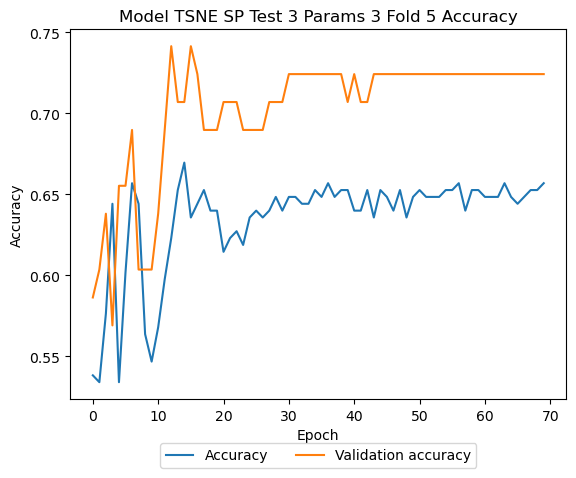 Model TSNE SP Test 3 Params 3 Fold 5 Accuracy
0.75
0.70
0.65
0.60
0.55
Accuracy
0 10 20 30 40 50 60 70
Epoch
Accuracy Validation accuracy